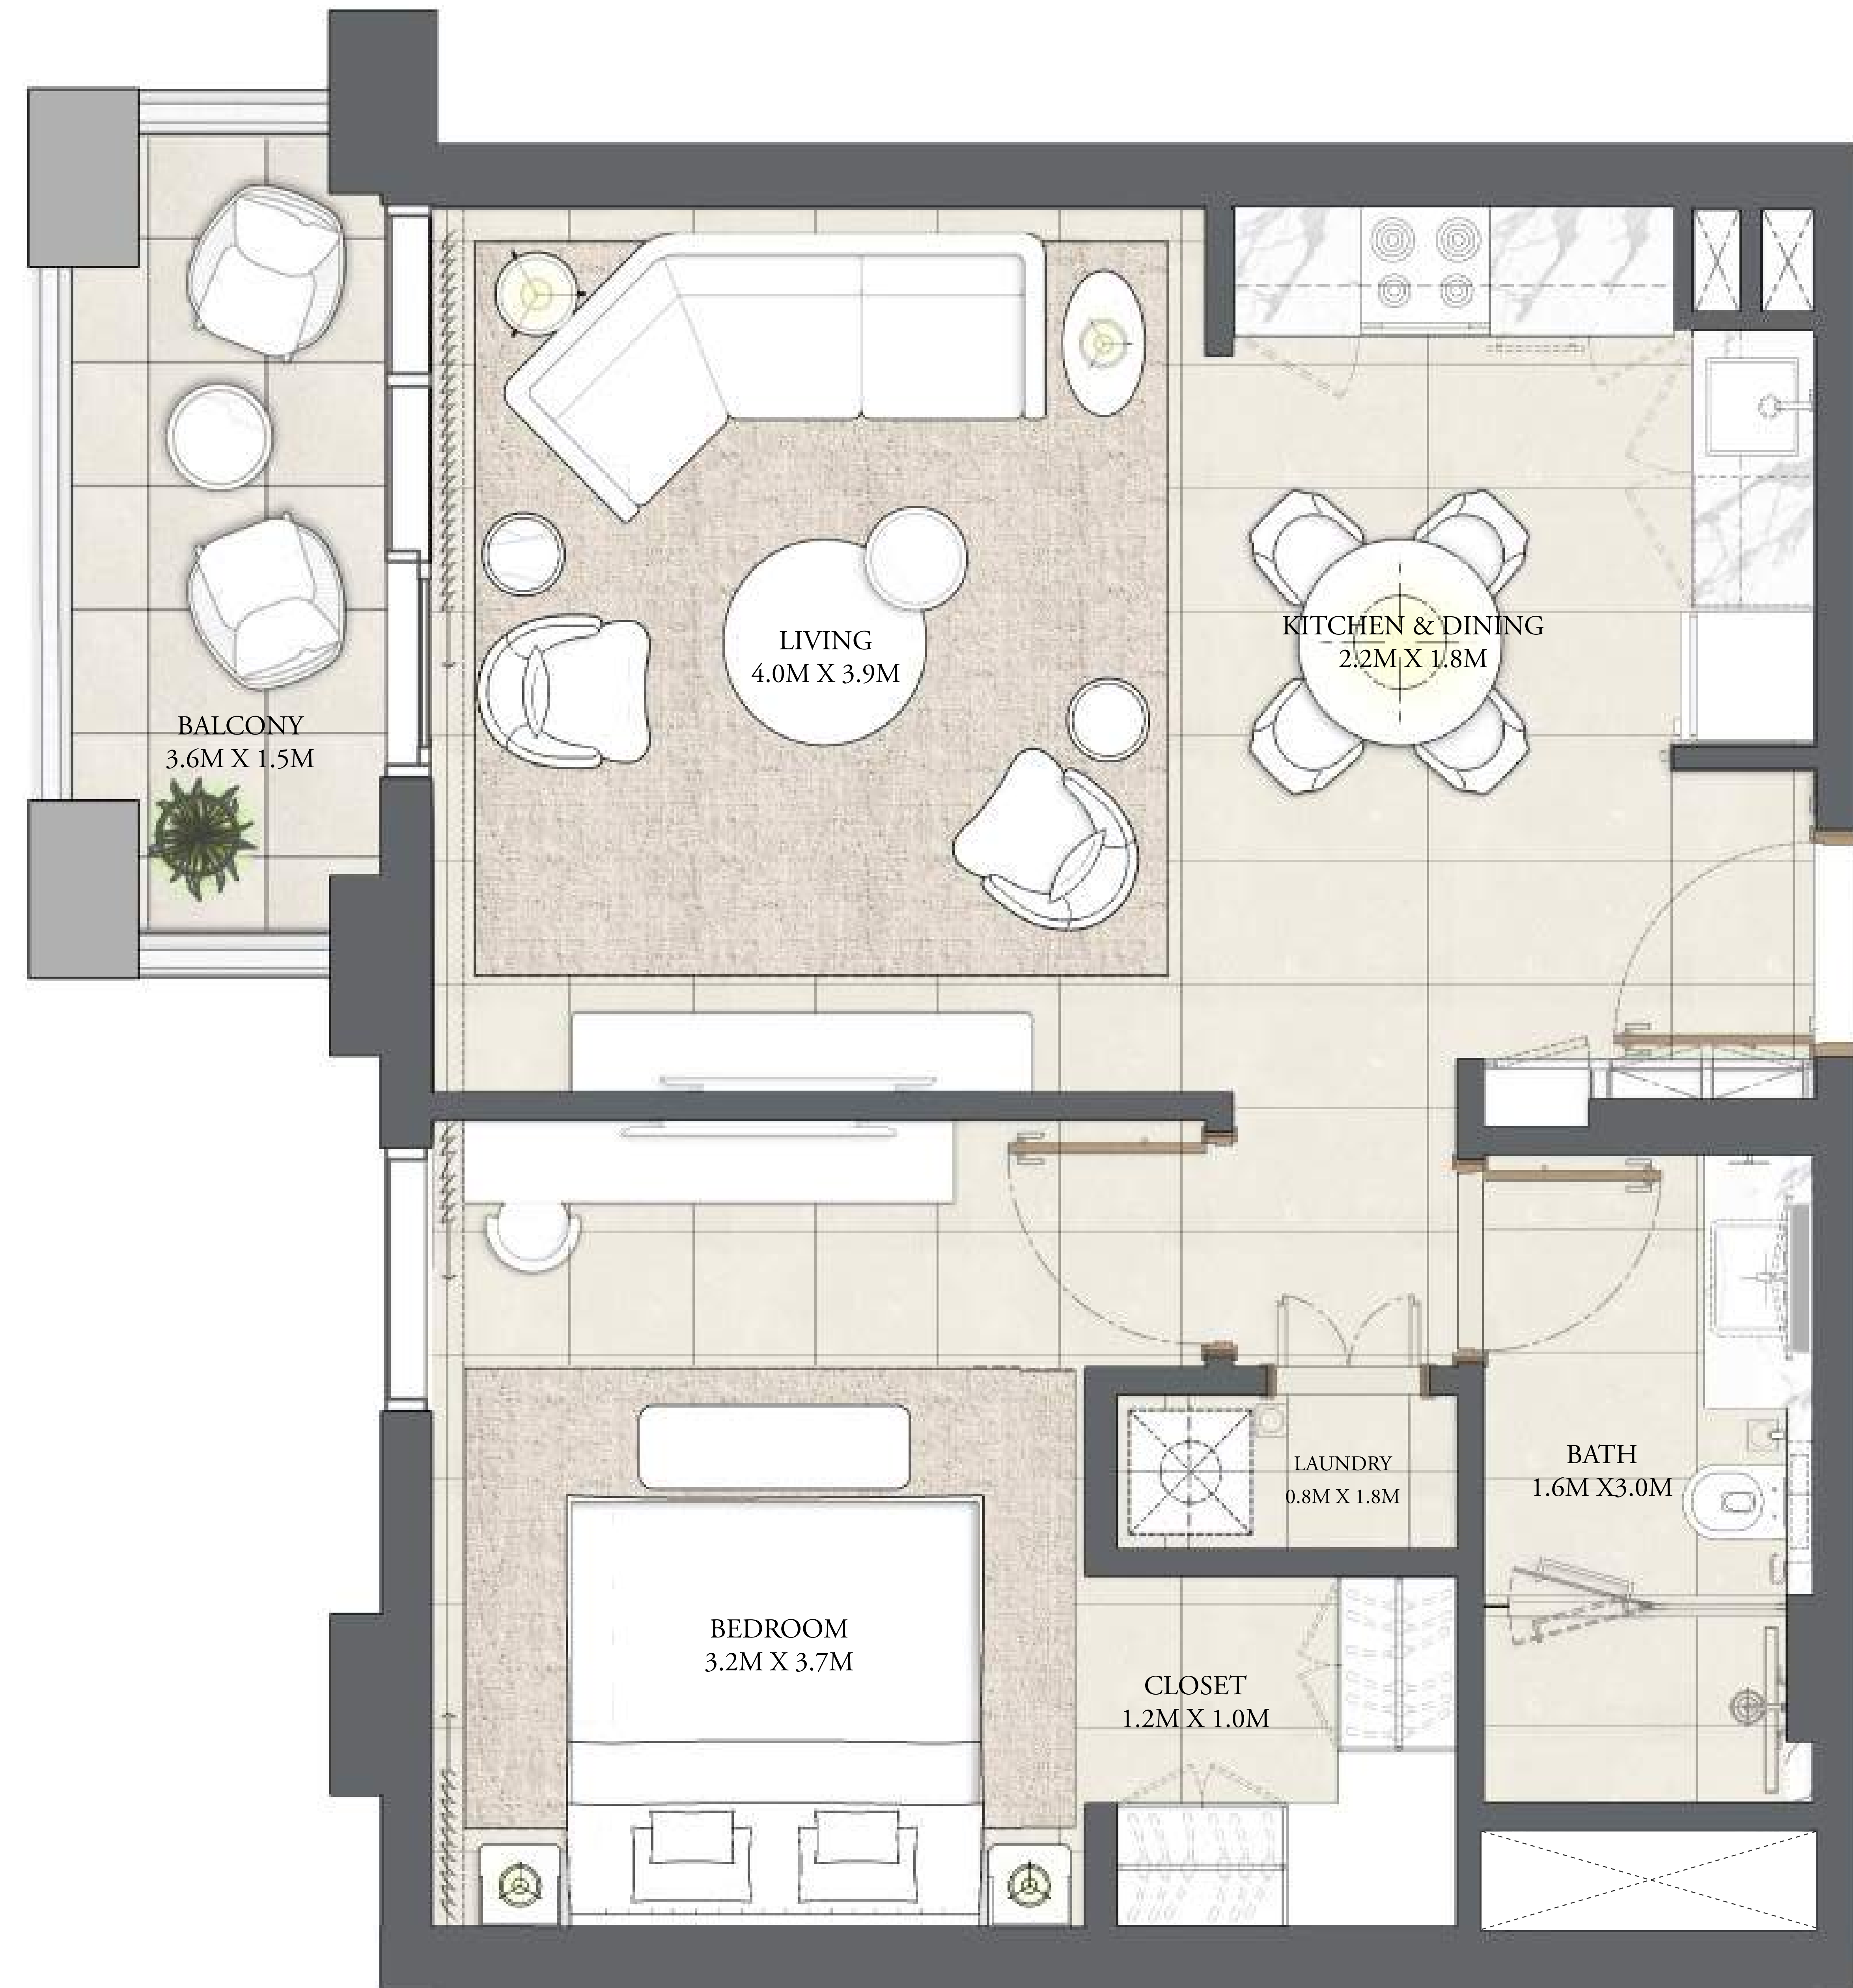 LIVING
4.0M X 3.9M
KITCHEN & DINING
2.2M X 1.8M
BALCONY
3.6M X 1.5M
BATH
1.6M X3.0M
LAUNDRY
0.8M X 1.8M
BEDROOM
3.2M X 3.7M
CLOSET
1.2M X 1.0M